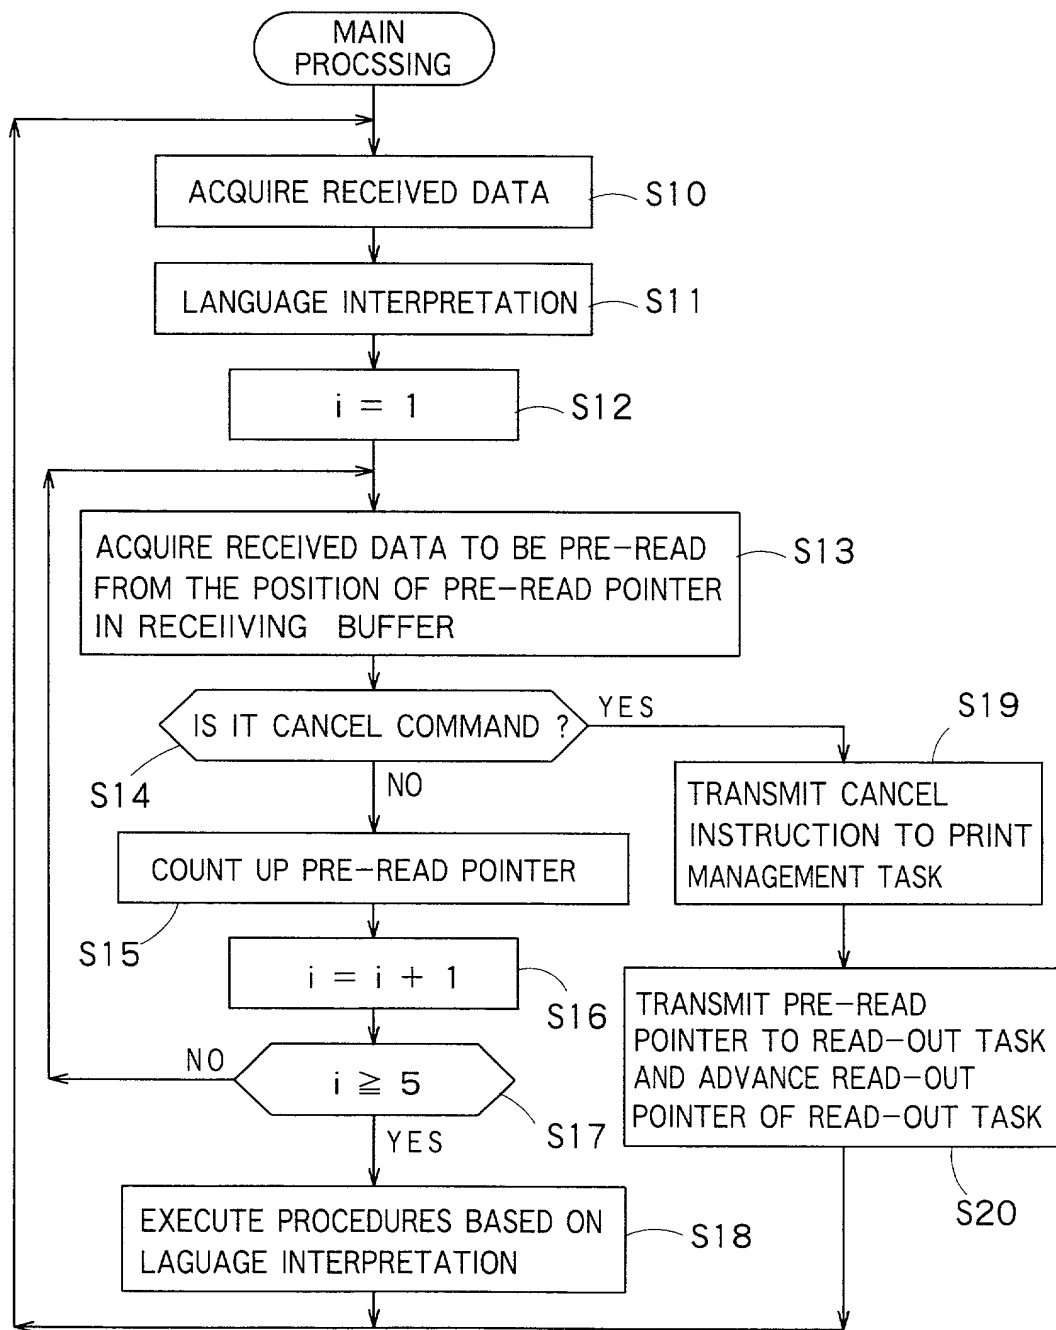 MAIN
PROCSSING
ACQUIRE RECEIVED DATA
S10
LANGUAGE INTERPRETATION
S11
i = 1
S12
ACQUIRE RECEIVED DATA TO BE PRE-READ
FROM THE POSITION OF PRE-READ POINTER
IN RECEIIVING BUFFER
S13
IS IT CANCEL COMMAND ?
YES
S14
NO
S19
TRANSMIT CANCEL
INSTRUCTION TO PRINT
MANAGEMENT TASK
COUNT UP PRE-READ POINTER
S15
i = i + 1
S16
TRANSMIT PRE-READ
POINTER TO READ-OUT TASK
AND ADVANCE READ-OUT
POINTER OF READ-OUT TASK
S20
NO
i ≧ 5
S17
YES
EXECUTE PROCEDURES BASED ON
LAGUAGE INTERPRETATION
S18